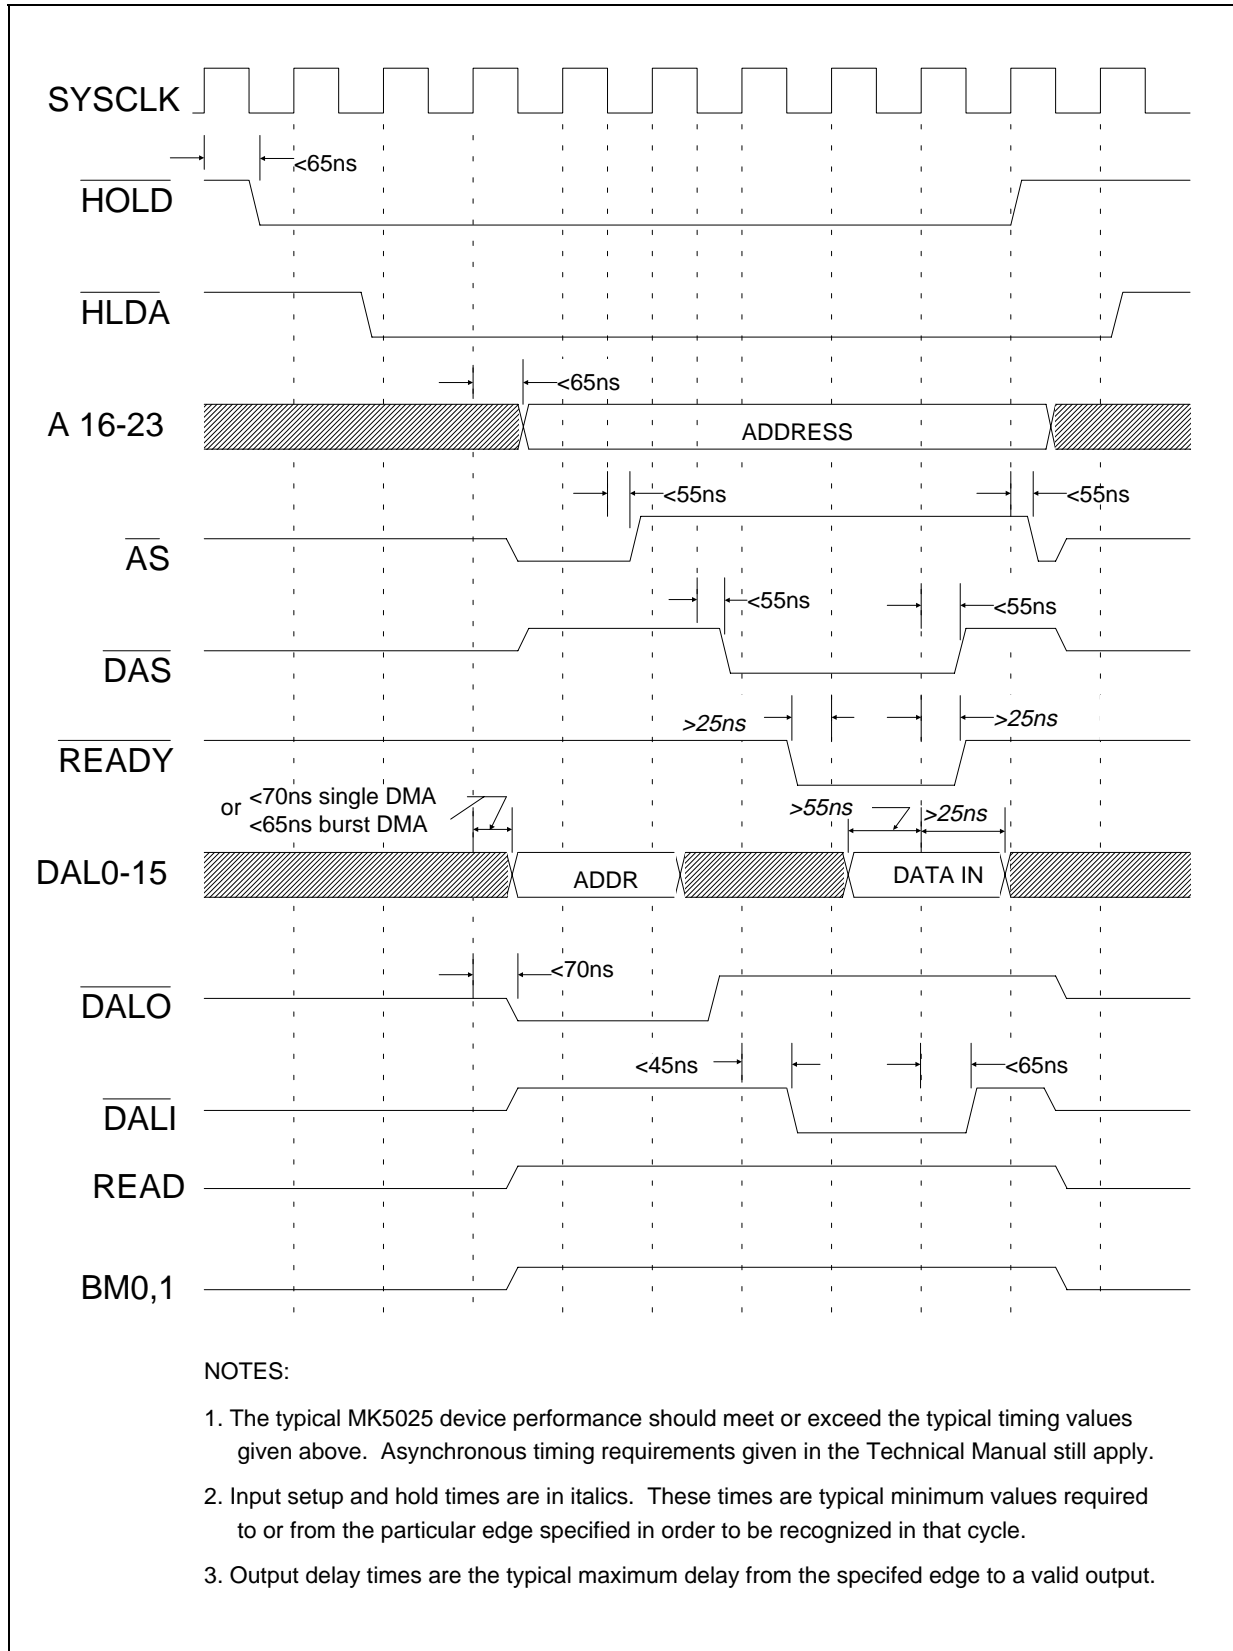 SYSCLK
<65ns
HOLD
HLDA
<65ns
A 16-23
ADDRESS
<55ns
<55ns
AS
<55ns
<55ns
DAS
>25ns
>25ns
READY
or <70ns single DMA
<65ns burst DMA
>55ns
>25ns
DAL0-15
ADDR
DATA IN
<70ns
DALO
<45ns
<65ns
DALI
READ
BM0,1
NOTES:
1. The typical MK5025 device performance should meet or exceed the typical timing values
given above. Asynchronous timing requirements given in the Technical Manual still apply.
2. Input setup and hold times are in italics. These times are typical minimum values required
to or from the particular edge specified in order to be recognized in that cycle.
3. Output delay times are the typical maximum delay from the specifed edge to a valid output.